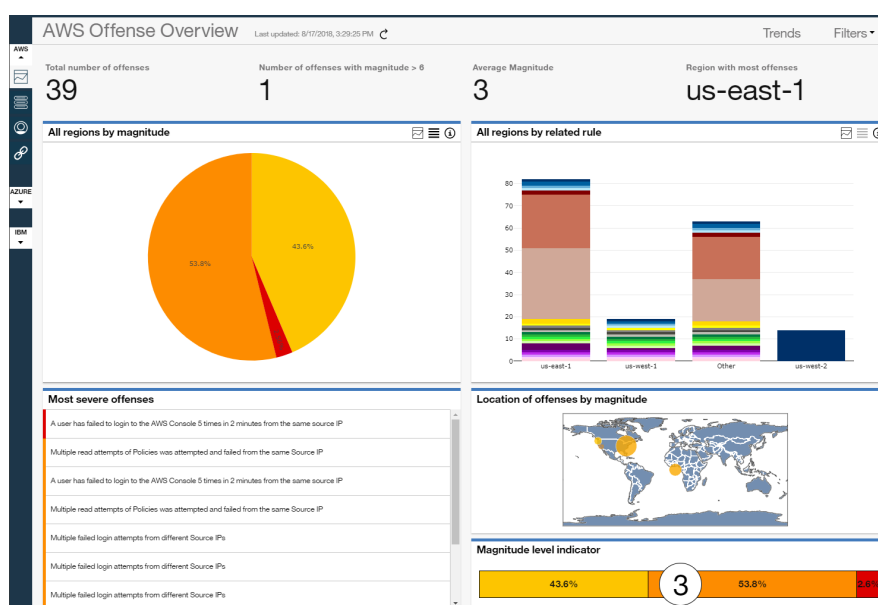 AWS Offense Overview
Last updated: 8/17/2018, 3:29:25 PM
Trends
Filters
AWS
AZURE
IBM
Total number of offenses
39
Number of offenses with magnitude > 6
1
Average Magnitude
3
Region with most offenses
us-east-1
All regions by magnitude
43.6%
53.8%
All regions by related rule
80
70
60
50
40
30
20
10
0
us-east-1
us-west-1
Other
us-west-2
Most severe offenses
A user has failed to login to the AWS Console 5 times in 2 minutes from the same source IP
Multiple read attempts of Policies was attempted and failed from the same Source IP
A user has failed to login to the AWS Console 5 times in 2 minutes from the same source IP
Multiple read attempts of Policies was attempted and failed from the same Source IP
Multiple failed login attempts from different Source IPs
Multiple failed login attempts from different Source IPs
Multiple failed login attempts from different Source IPs
Location of offenses by magnitude
Magnitude level indicator
43.6%
3
53.8%
2.6%